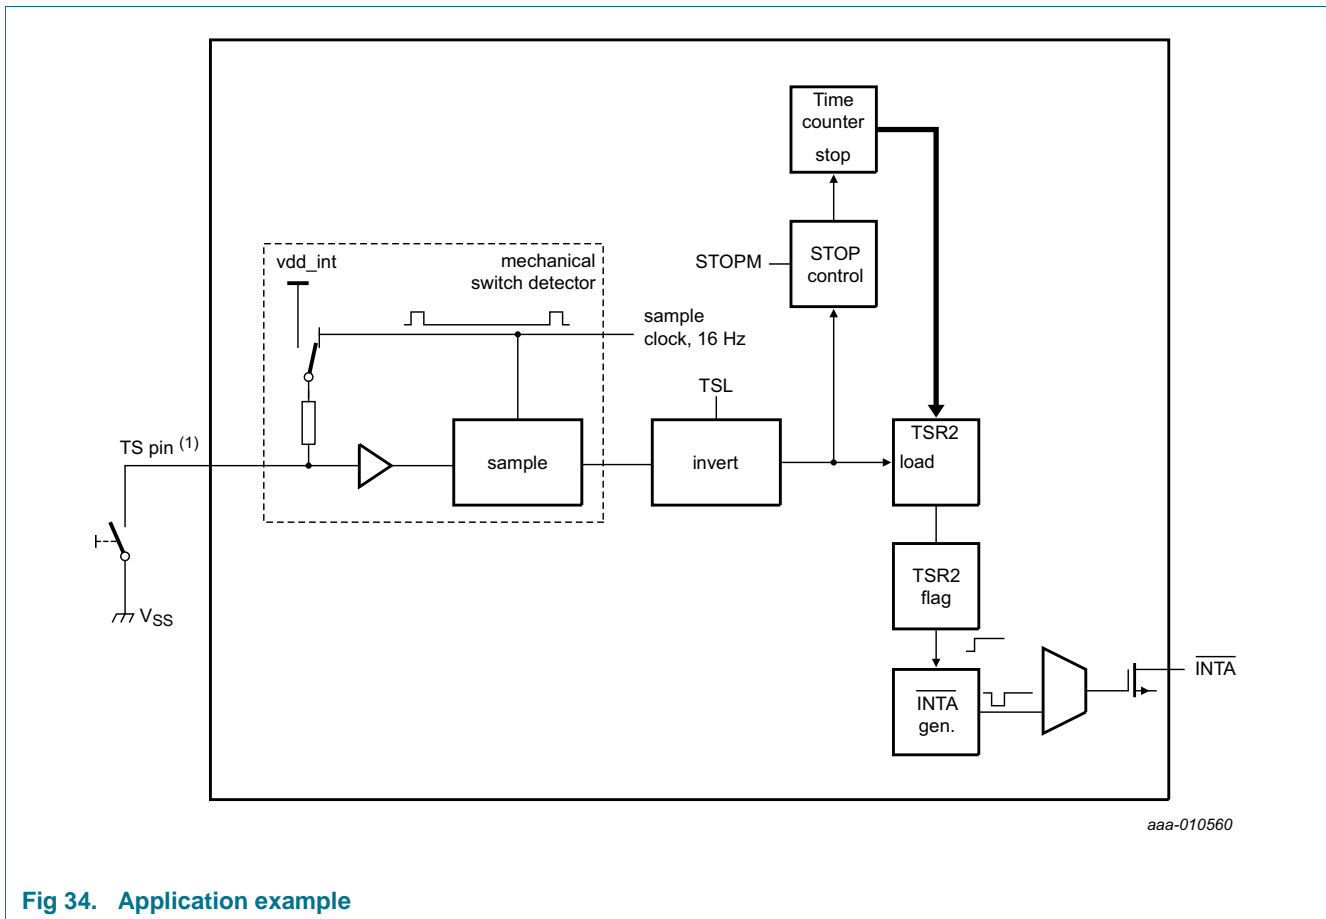 Time
counter
stop
STOPM
STOP
control
vdd_int
mechanical
switch detector
sample
clock, 16 Hz
TSL
TS pin (1)
sample
invert
TSR2
load
VSS
TSR2
flag
INTA
gen.
INTA
aaa-010560
Fig 34. Application example